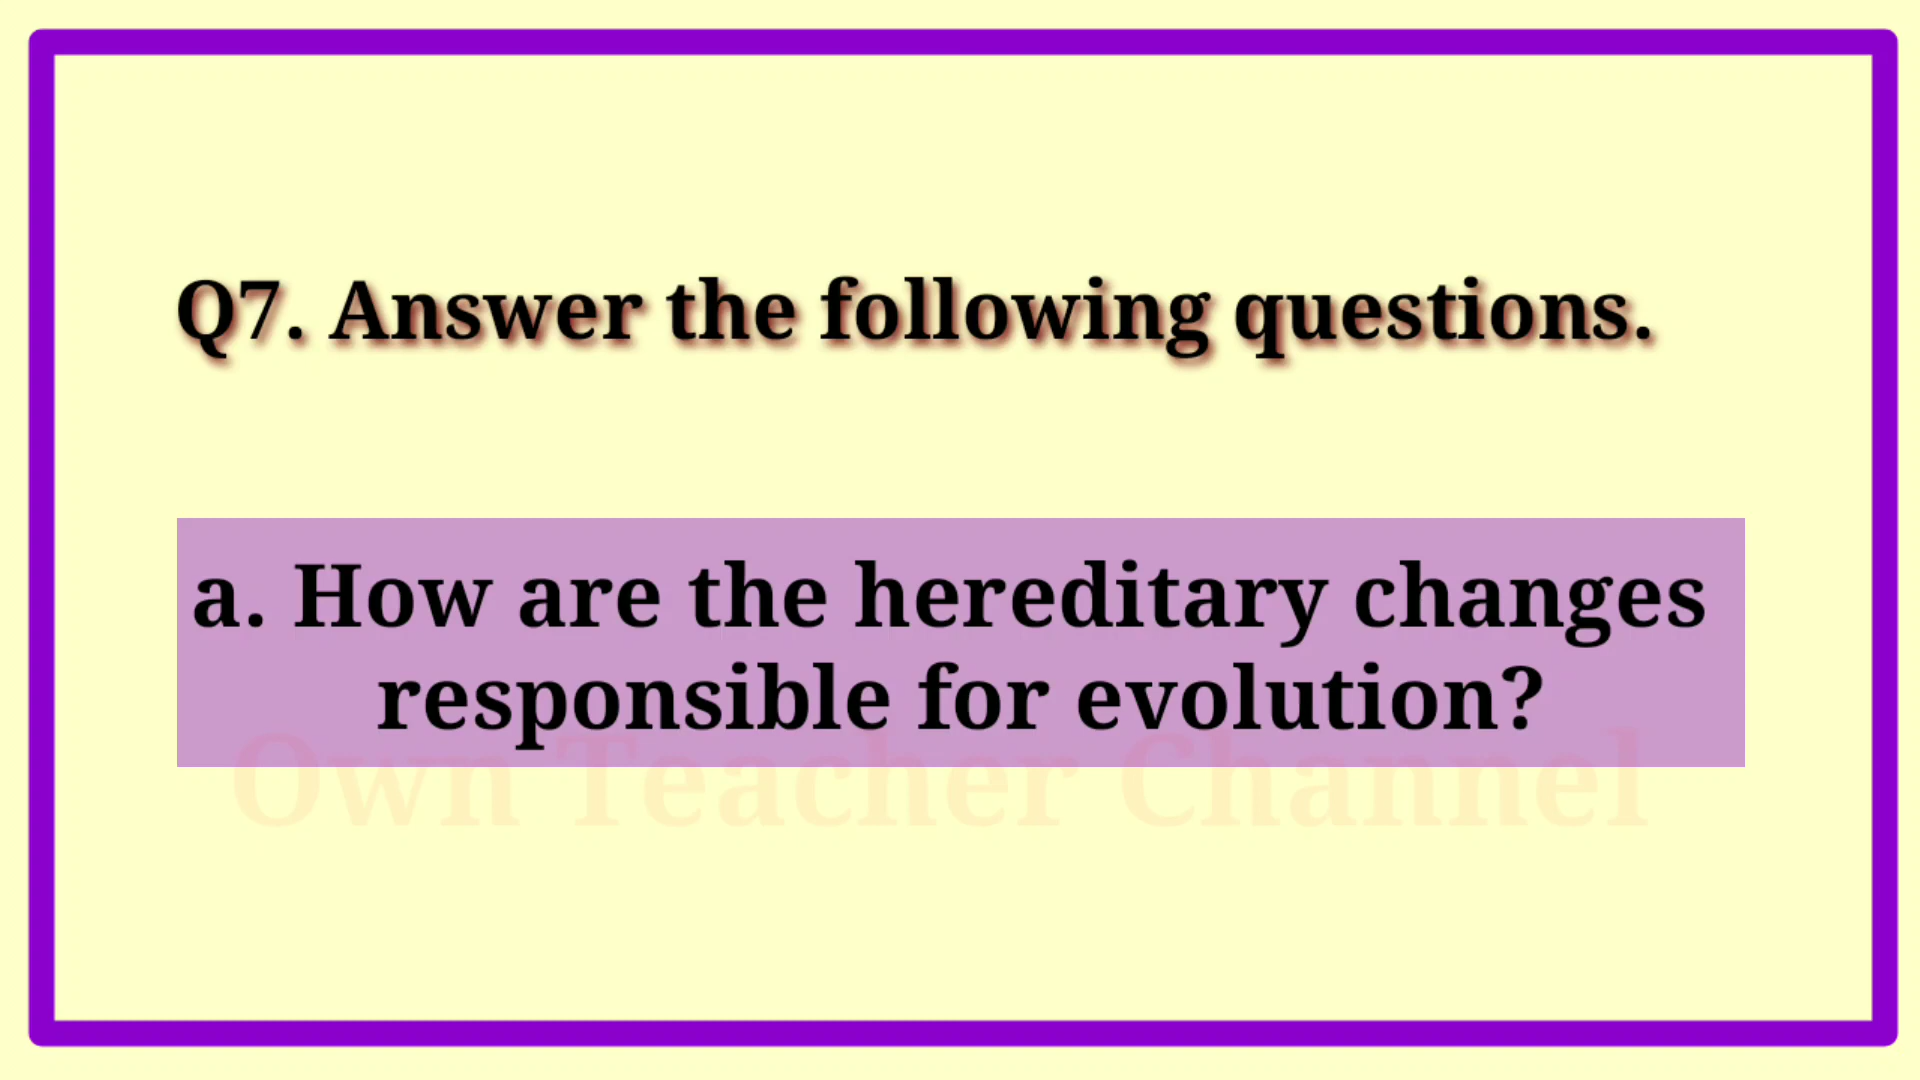 Q7. Answer the following questions.
a. How are the hereditary changes
responsible for evolution?
Own Teacher Channel